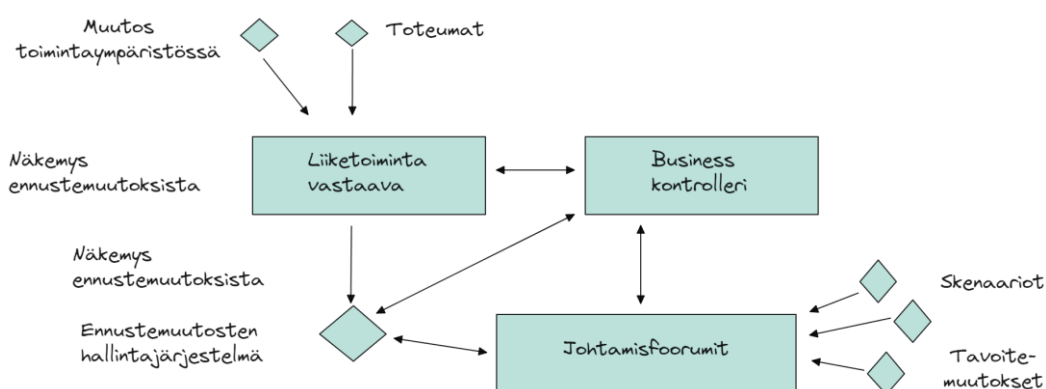 Muutos
toimintaympäristössä
Toteumat
Näkemys
ennustemuutoksista
Liiketoiminta
vastaava
Business
kontrolleri
Näkemys
ennustemuutoksista
Skenaariot
Ennustemuutosten
hallintajärjestelmä
Johtamisfoorumit
Tavoite-
muutokset